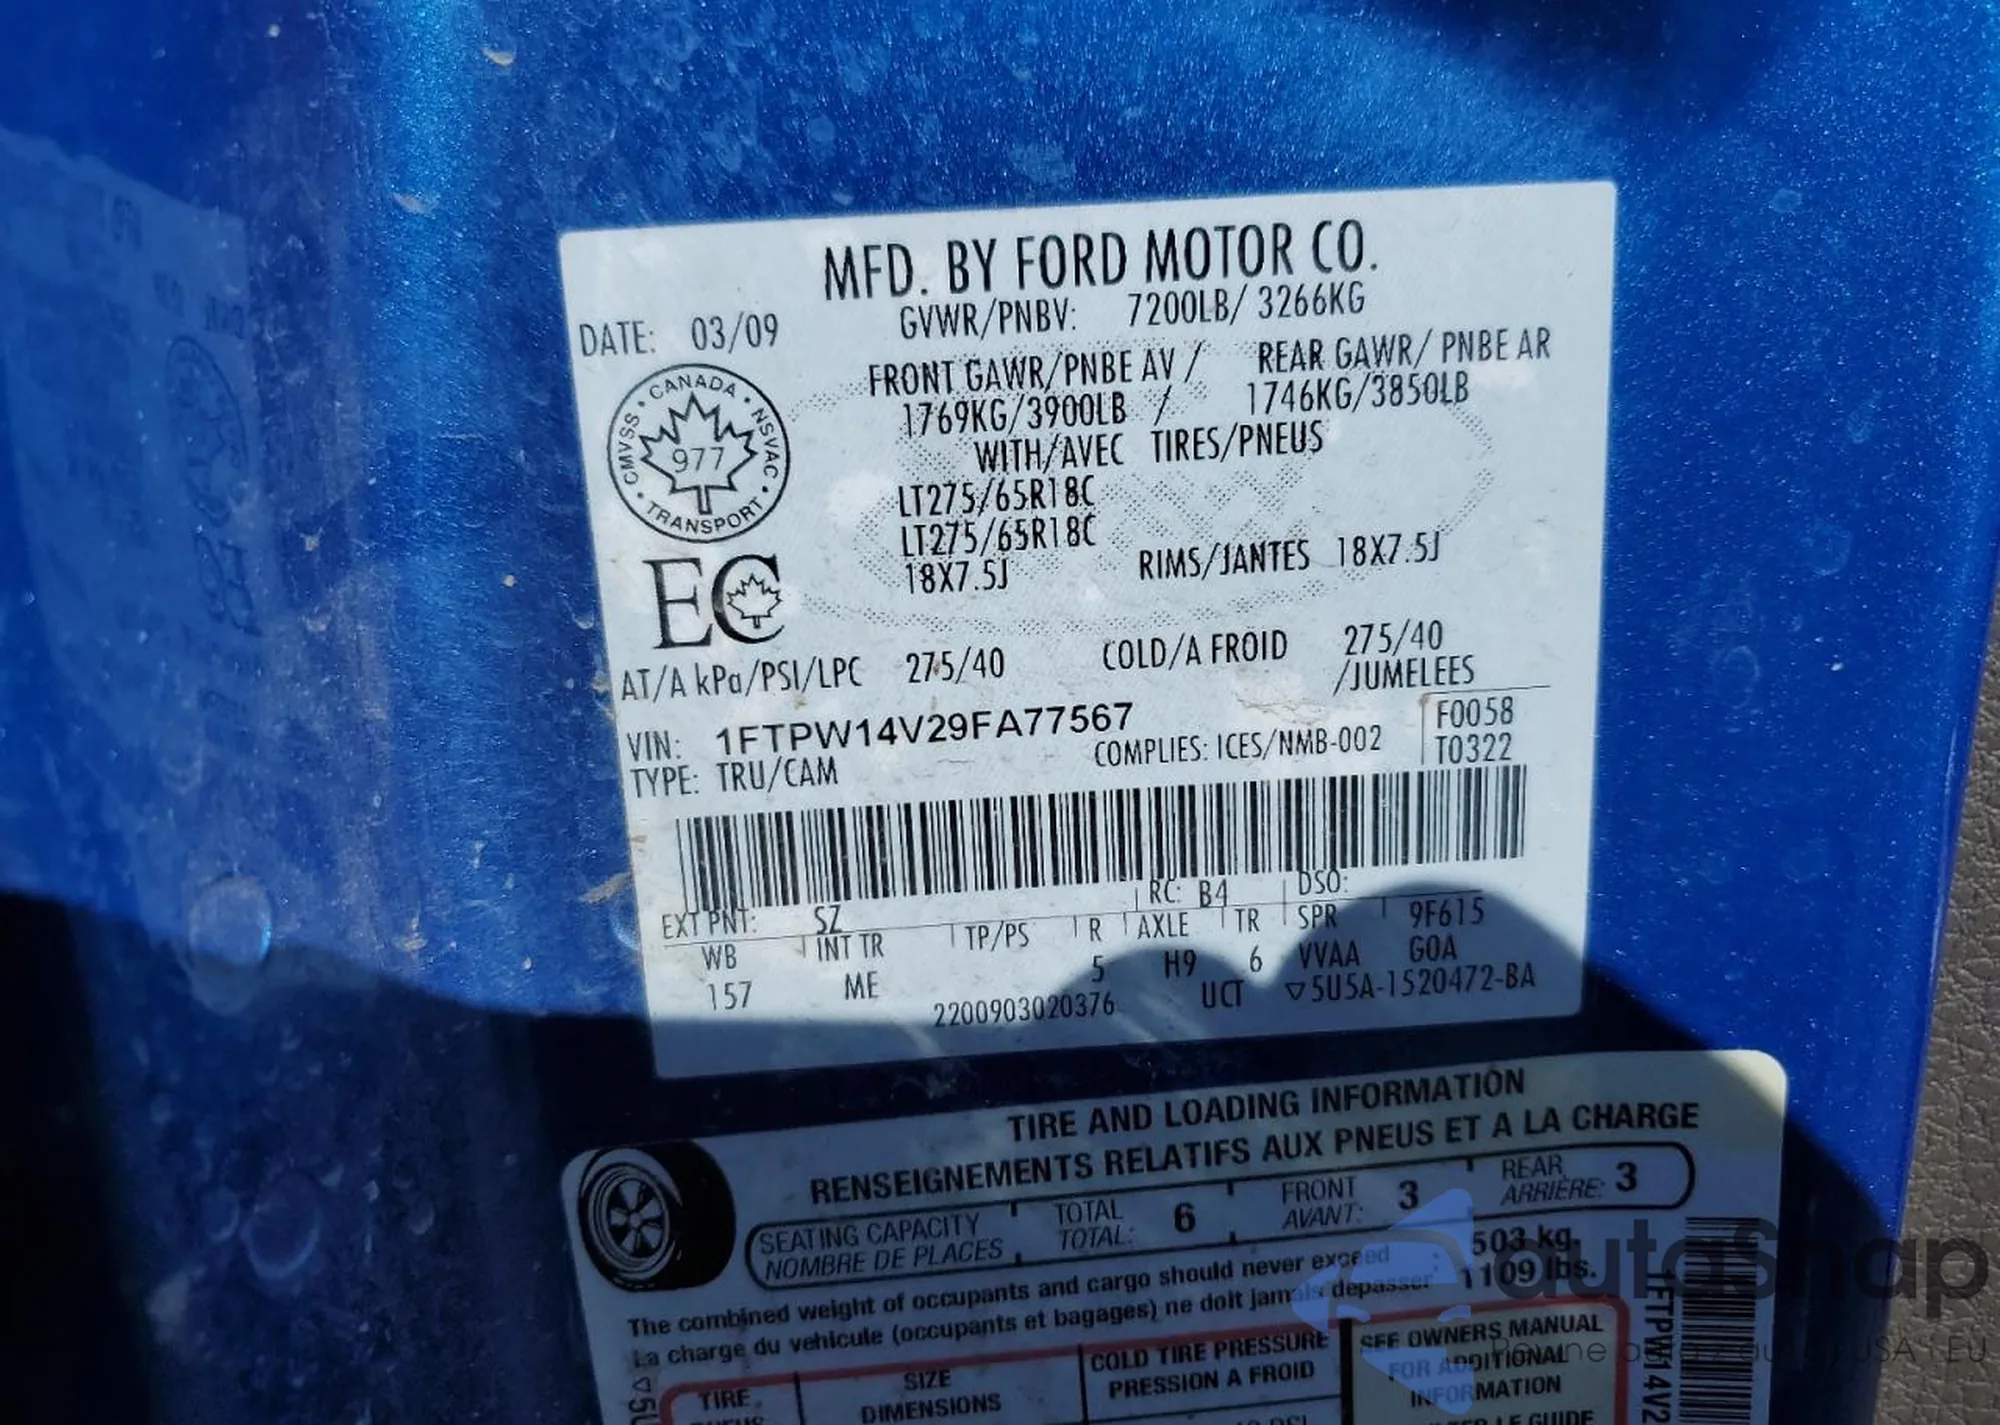 MFD. BY FORD MOTOR CO.
DATE: 03/09 GVWR/PNBV: 7200LB/ 3266KG
FRONT GAWR/PNBE AV / REAR GAWR/ PNBE AR
1769KG/3900LB / 1746KG/3850LB
WITH/AVEC TIRES/PNEUS
CANADA · NSVAC · TRANSPORT · CMVSS ·
977
LT275/65R18C
LT275/65R18C
18X7.5J RIMS/JANTES 18X7.5J
EC
AT/A kPa/PSI/LPC 275/40 COLD/A FROID 275/40
/JUMELEES
VIN: 1FTPW14V29FA77567 F0058
TYPE: TRU/CAM COMPLIES: ICES/NMB-002 T0322
RC: B4 DSO:
EXT PNT: SZ 
WB INT TR TP/PS R AXLE TR SPR 9F615
157 ME 5 H9 6 VVAA GOA
2200903020376 UCT ▽5U5A-1520472-BA
TIRE AND LOADING INFORMATION
RENSEIGNEMENTS RELATIFS AUX PNEUS ET A LA CHARGE
SEATING CAPACITY TOTAL 6 FRONT 3 REAR 3
NOMBRE DE PLACES TOTAL: AVANT: ARRIÈRE:
The combined weight of occupants and cargo should never exceed 503 kg.
La charge du véhicule (occupants et bagages) ne doit jamais depasser 1109 lbs.
TIRE SIZE COLD TIRE PRESSURE SEE OWNERS MANUAL
DIMENSIONS PRESSION A FROID FOR ADDITIONAL
INFORMATION
LE GUIDE
1FTPW14V2
autosnap
USA EU